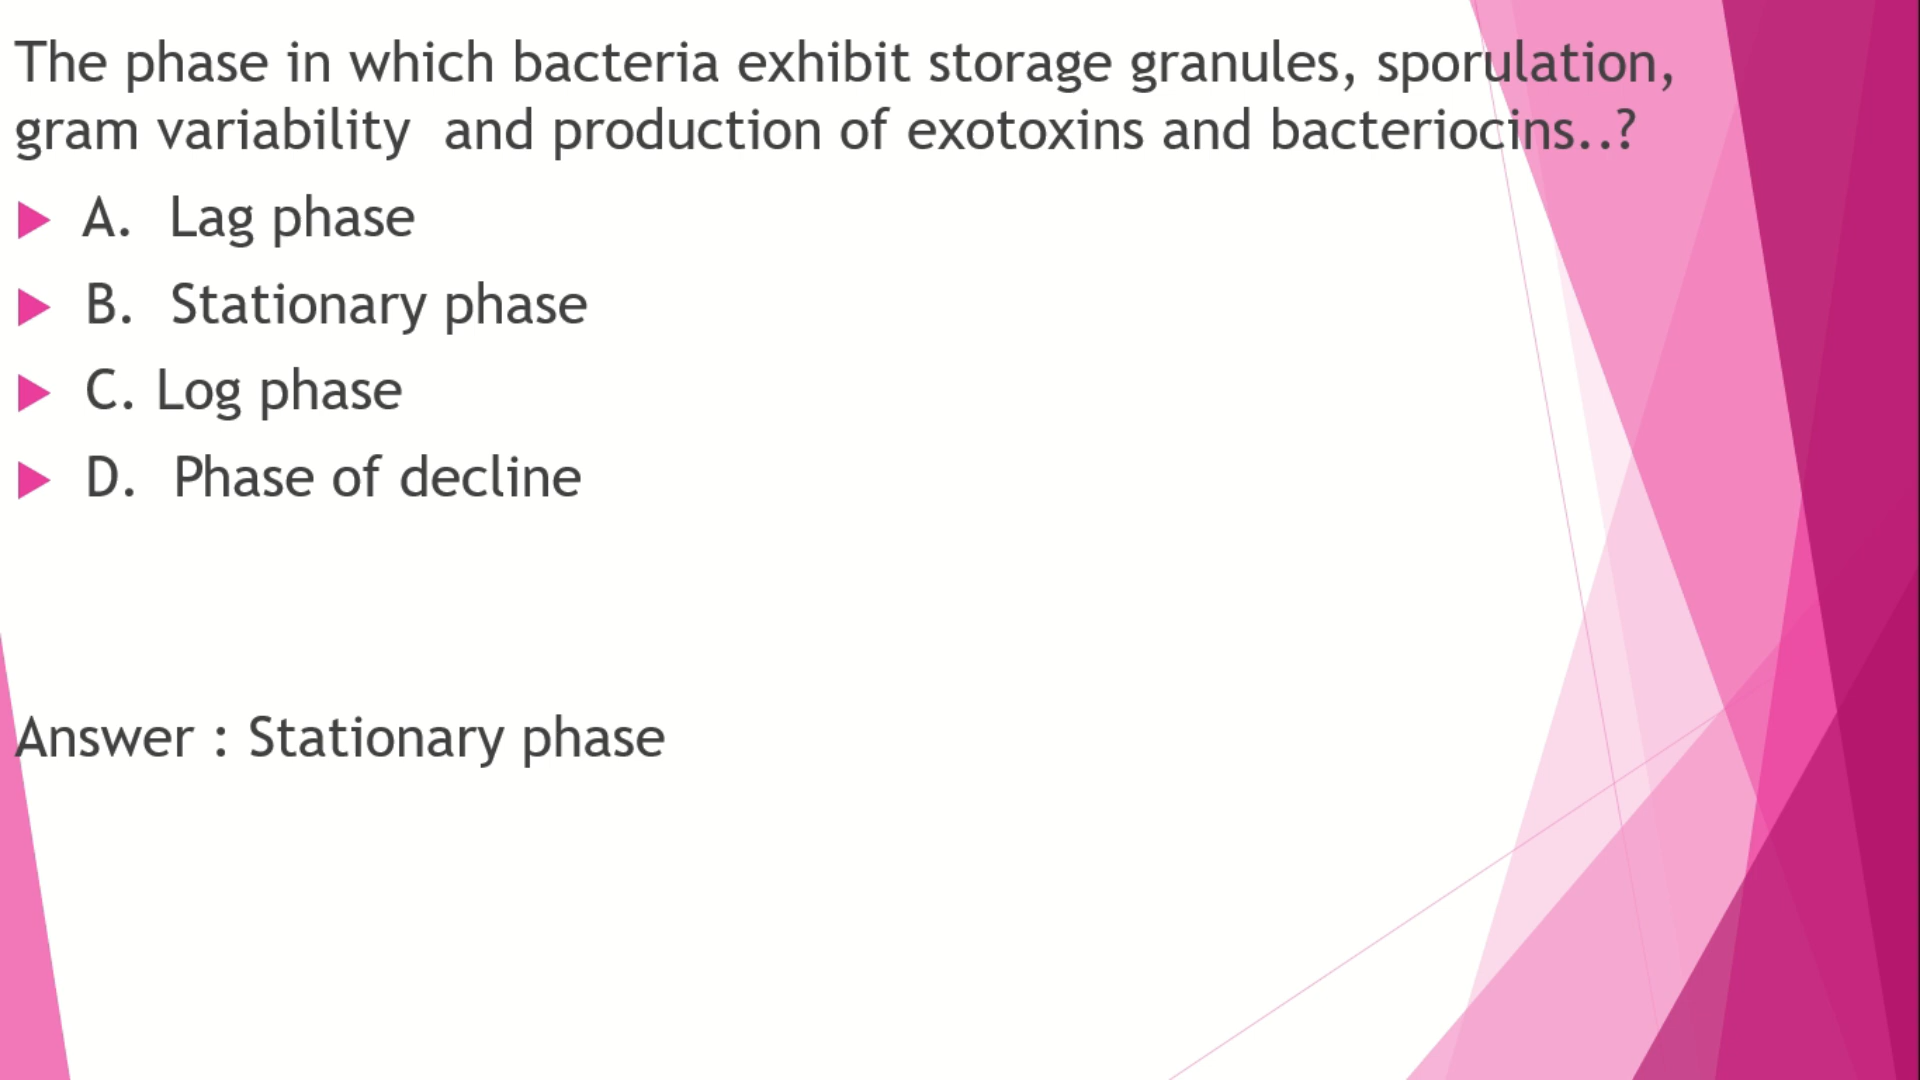 The phase in which bacteria exhibit storage granules, sporulation,
gram variability  and production of exotoxins and bacteriocins..?
A.  Lag phase
B.  Stationary phase
C. Log phase
D.  Phase of decline
Answer : Stationary phase